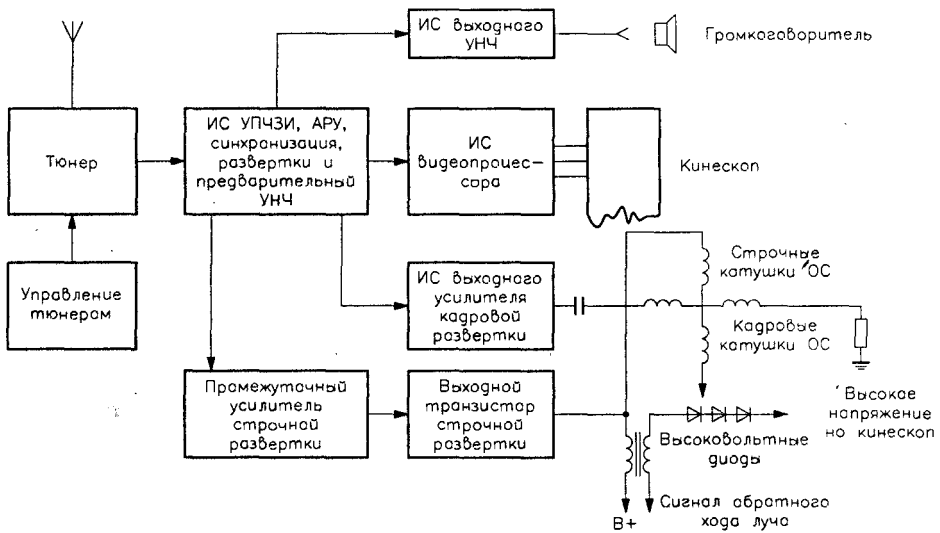 ИС выходного
УНЧ
Громкоговоритель
Тюнер
ИС УПЧЗИ, АРУ,
синхронизация,
развертки и
предварительный
УНЧ
ИС
видеопроцес-
сора
Кинескоп
Управление
тюнерам
ИС выходного
усилителя
кадровой
развертки
Строчные
катушки ОС
Кадровые
катушки ОС
Промежуточный
усилитель
строчной
развертки
Выходной
транзистор
строчной
развертки
Высокое
напряжение
но кинескоп
Высоковольтные
диоды
Сигнал обратного
хода луча
В+